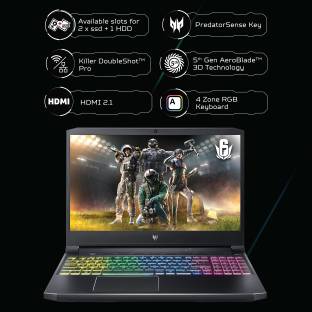 Available slots for
2 x ssd + 1 HDD
PredatorSense Key
Killer DoubleShot™
Pro
5th Gen AeroBlade™
3D Technology
HDMI
HDMI 2.1
A
4 Zone RGB
Keyboard
6